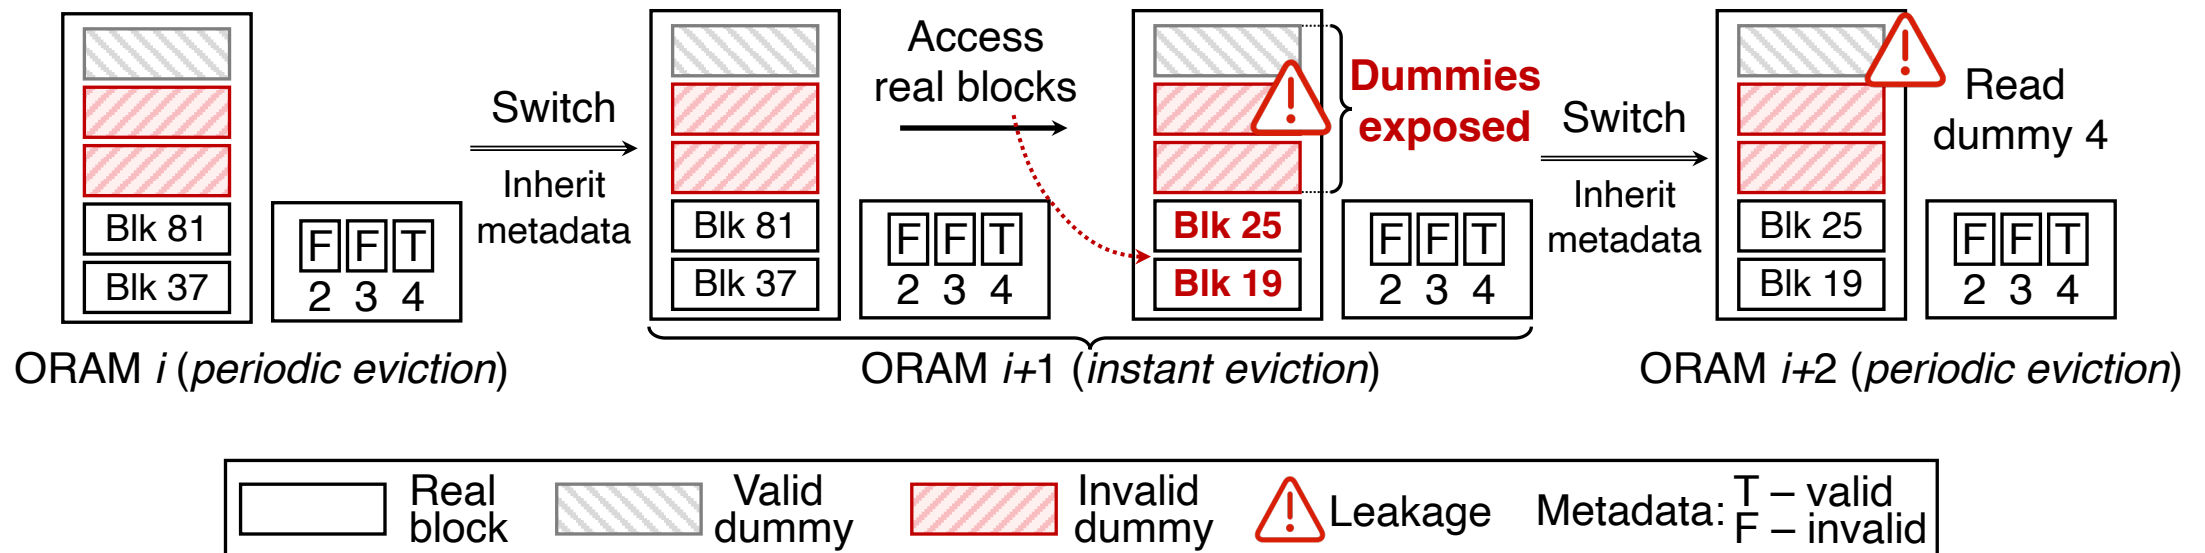 Blk 81
Blk 37
F F T
2 3 4
ORAM i (periodic eviction)
Switch
Inherit
metadata
Blk 81
Blk 37
F F T
2 3 4
Access
real blocks
Blk 25
Blk 19
Dummies
exposed
F F T
2 3 4
ORAM i+1 (instant eviction)
Switch
Inherit
metadata
Blk 25
Blk 19
Read
dummy 4
F F T
2 3 4
ORAM i+2 (periodic eviction)
Real
block
Valid
dummy
Invalid
dummy
Leakage
Metadata:
T – valid
F – invalid